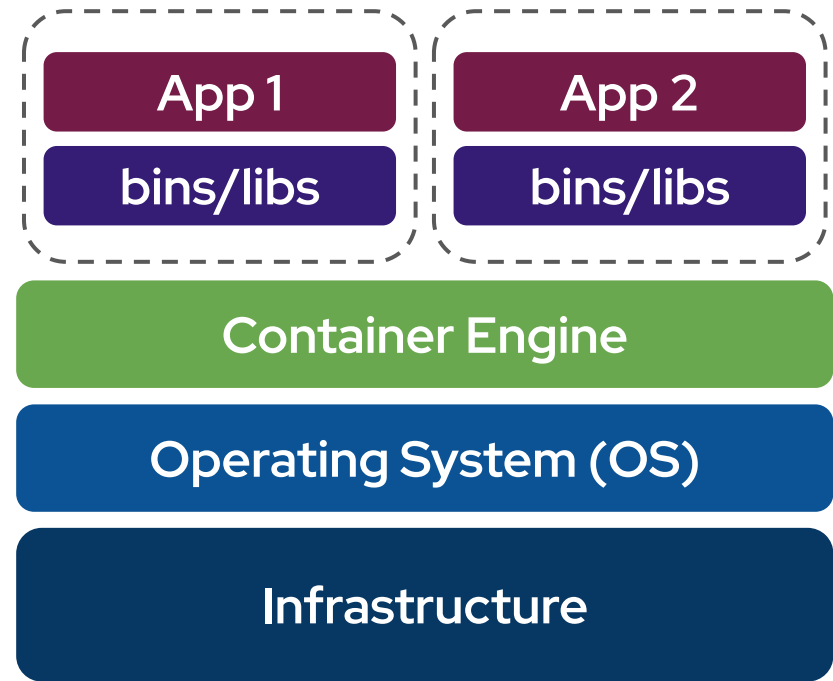 App 1
App 2
bins/libs
bins/libs
Container Engine
Operating System (OS)
Infrastructure